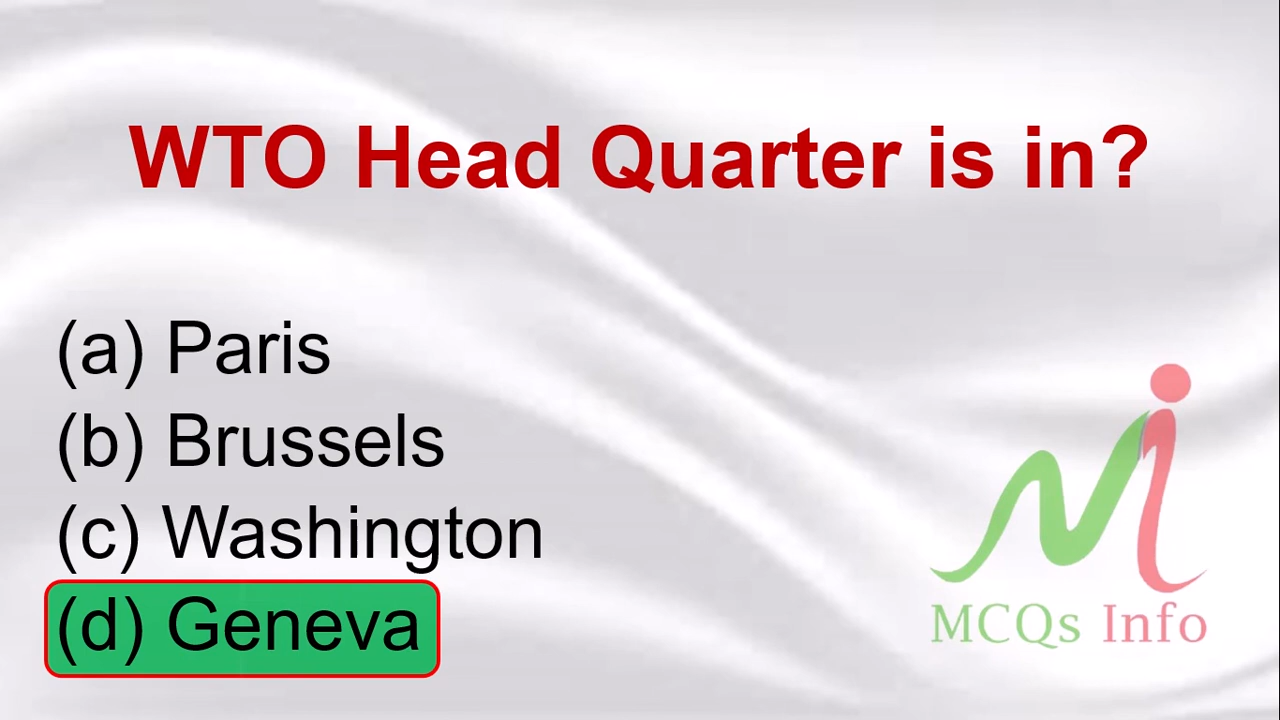 WTO Head Quarter is in?
(a) Paris
(b) Brussels
(c) Washington
(d) Geneva
MCQs Info